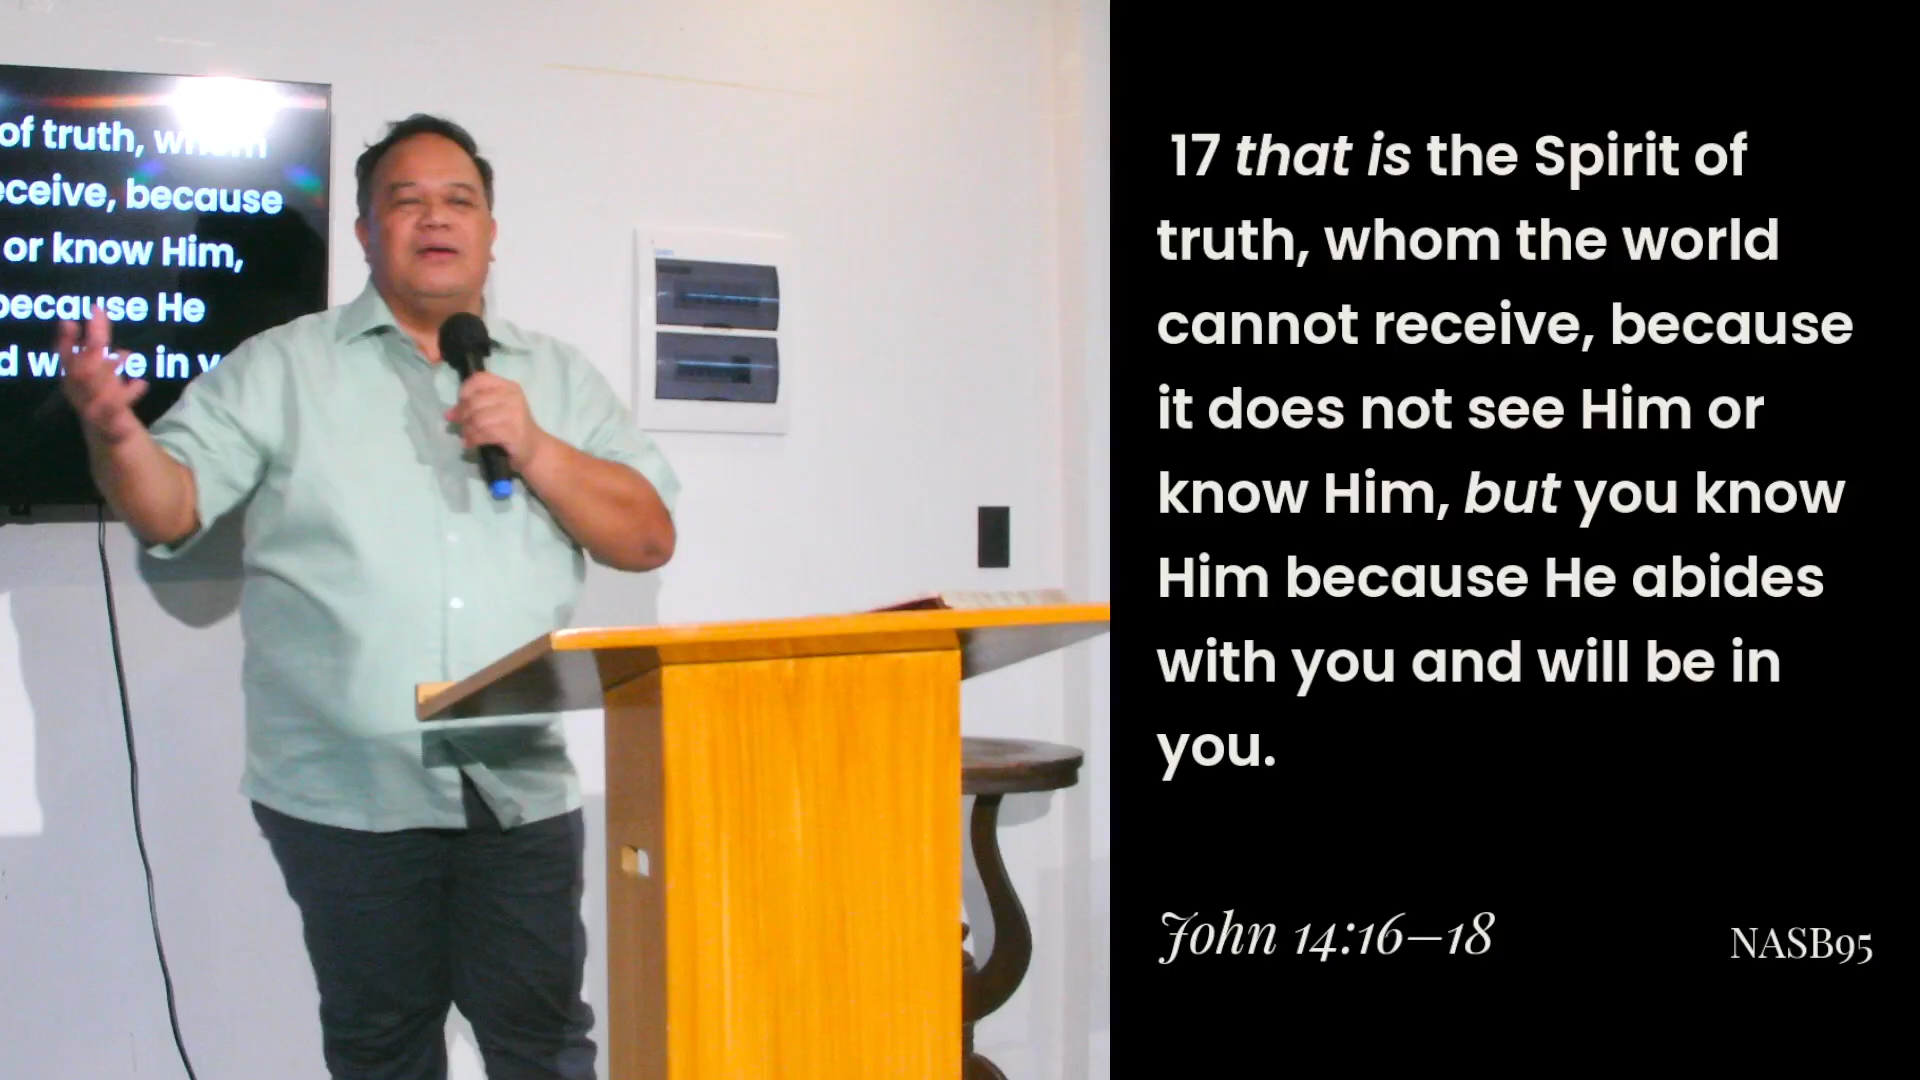 of truth, whom
eceive, because
or know Him,
because He
be in
17 that is the Spirit of
truth, whom the world
cannot receive, because
it does not see Him or
know Him, but you know
Him because He abides
with you and will be in
you.
John 14:16–18
NASB95